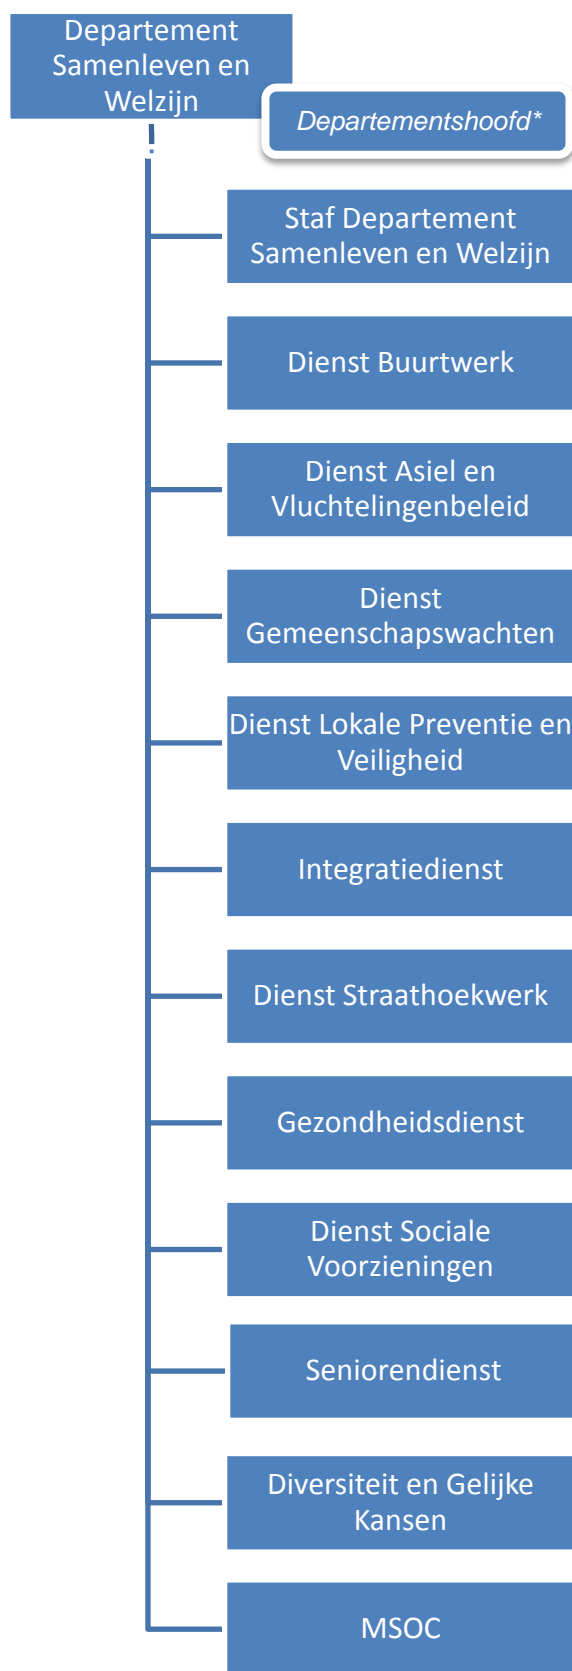 Departement
Samenleven en
Welzijn
Departementshoofd*
Staf Departement
Samenleven en Welzijn
Dienst Buurtwerk
Dienst Asiel en
Vluchtelingenbeleid
Dienst
Gemeenschapswachten
Dienst Lokale Preventie en
Veiligheid
Integratiedienst
Dienst Straathoekwerk
Gezondheidsdienst
Dienst Sociale
Voorzieningen
Seniorendienst
Diversiteit en Gelijke
Kansen
MSOC